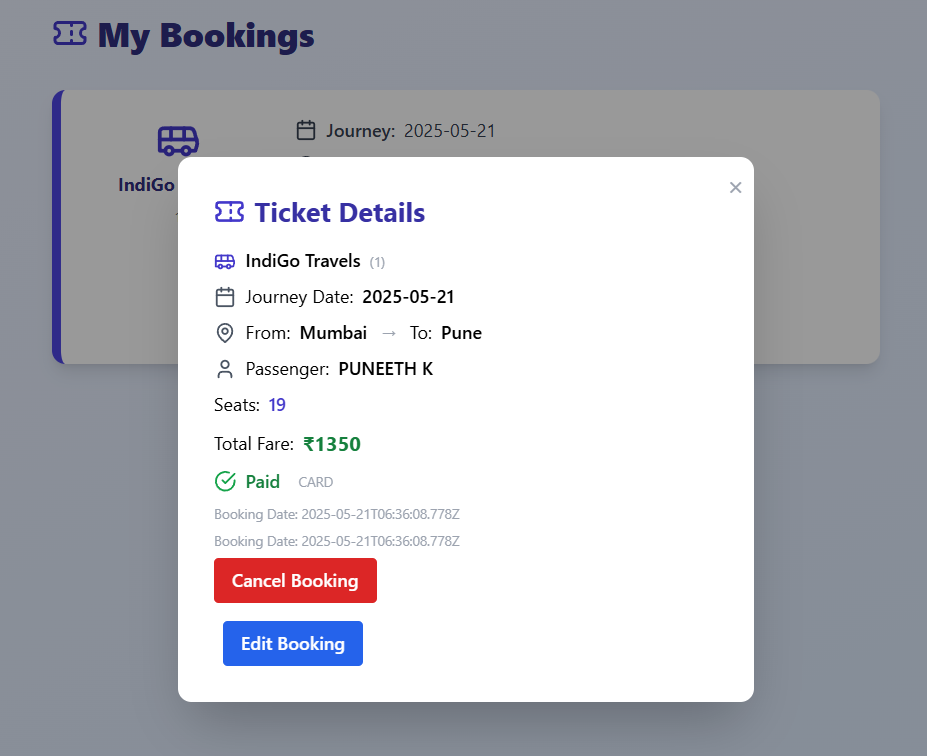 My Bookings
Journey: 2025-05-21
IndiGo
Ticket Details
IndiGo Travels (1)
Journey Date: 2025-05-21
From: Mumbai → To: Pune
Passenger: PUNEETH K
Seats: 19
Total Fare: ₹1350
Paid CARD
Booking Date: 2025-05-21T06:36:08.778Z
Booking Date: 2025-05-21T06:36:08.778Z
Cancel Booking
Edit Booking